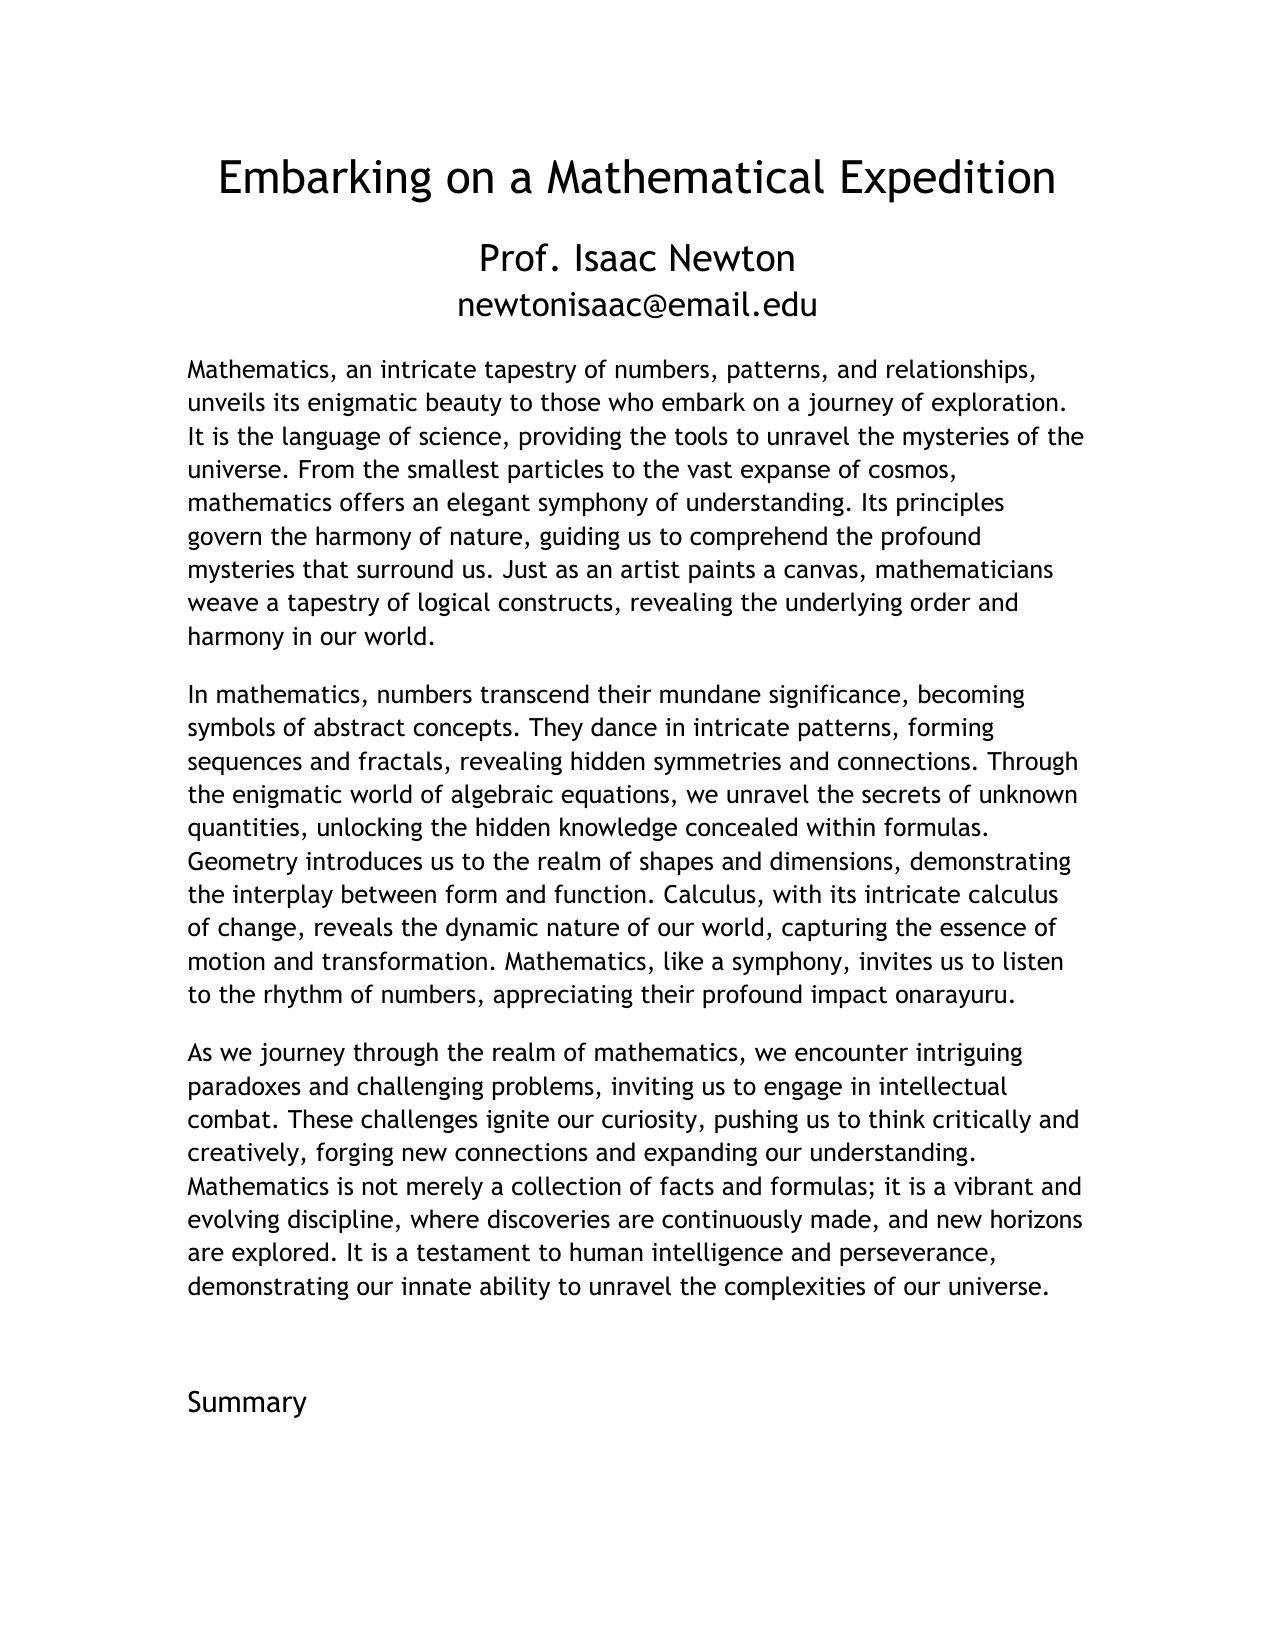 Embarking on a Mathematical Expedition
Prof. Isaac Newton
newtonisaac@email.edu
Mathematics, an intricate tapestry of numbers, patterns, and relationships,
unveils its enigmatic beauty to those who embark on a journey of exploration.
It is the language of science, providing the tools to unravel the mysteries of the
universe. From the smallest particles to the vast expanse of cosmos,
mathematics offers an elegant symphony of understanding. Its principles
govern the harmony of nature, guiding us to comprehend the profound
mysteries that surround us. Just as an artist paints a canvas, mathematicians
weave a tapestry of logical constructs, revealing the underlying order and
harmony in our world.
In mathematics, numbers transcend their mundane significance, becoming
symbols of abstract concepts. They dance in intricate patterns, forming
sequences and fractals, revealing hidden symmetries and connections. Through
the enigmatic world of algebraic equations, we unravel the secrets of unknown
quantities, unlocking the hidden knowledge concealed within formulas.
Geometry introduces us to the realm of shapes and dimensions, demonstrating
the interplay between form and function. Calculus, with its intricate calculus
of change, reveals the dynamic nature of our world, capturing the essence of
motion and transformation. Mathematics, like a symphony, invites us to listen
to the rhythm of numbers, appreciating their profound impact onarayuru.
As we journey through the realm of mathematics, we encounter intriguing
paradoxes and challenging problems, inviting us to engage in intellectual
combat. These challenges ignite our curiosity, pushing us to think critically and
creatively, forging new connections and expanding our understanding.
Mathematics is not merely a collection of facts and formulas; it is a vibrant and
evolving discipline, where discoveries are continuously made, and new horizons
are explored. It is a testament to human intelligence and perseverance,
demonstrating our innate ability to unravel the complexities of our universe.
Summary